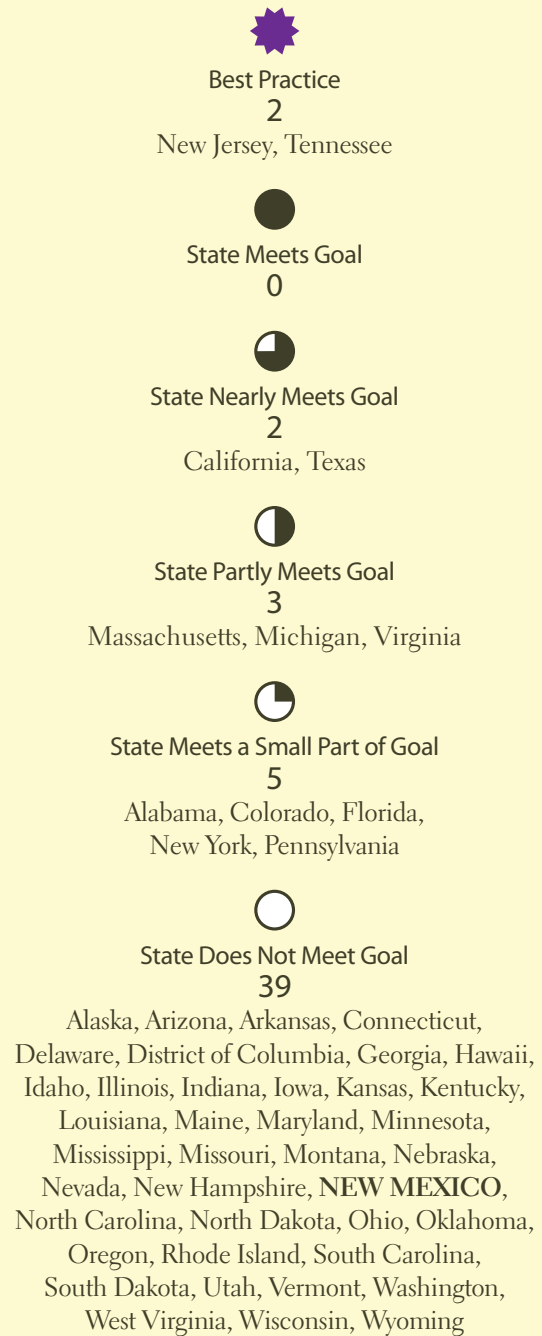 Best Practice
2
New Jersey, Tennessee
State Meets Goal
0
State Nearly Meets Goal
2
California, Texas
State Partly Meets Goal
3
Massachusetts, Michigan, Virginia
State Meets a Small Part of Goal
5
Alabama, Colorado, Florida,
New York, Pennsylvania
State Does Not Meet Goal
39
Alaska, Arizona, Arkansas, Connecticut,
Delaware, District of Columbia, Georgia, Hawaii,
Idaho, Illinois, Indiana, Iowa, Kansas, Kentucky,
Louisiana, Maine, Maryland, Minnesota,
Mississippi, Missouri, Montana, Nebraska,
Nevada, New Hampshire, NEW MEXICO,
North Carolina, North Dakota, Ohio, Oklahoma,
Oregon, Rhode Island, South Carolina,
South Dakota, Utah, Vermont, Washington,
West Virginia, Wisconsin, Wyoming